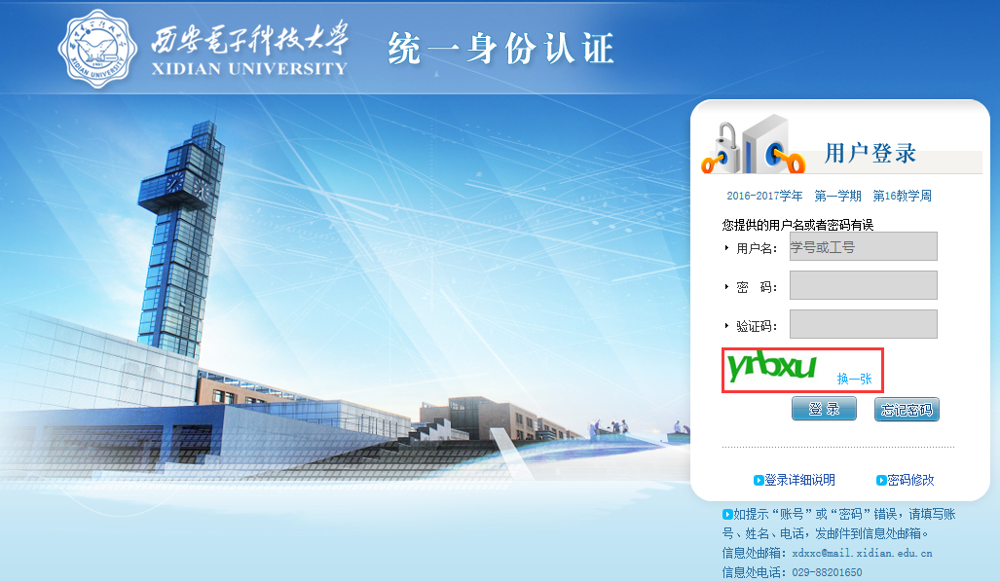 西安电子科技大学
XIDIAN UNIVERSITY
XIDIAN UNIVERSITY
统一身份认证
用户登录
2016-2017学年 第一学期 第16教学周
您提供的用户名或者密码有误
用户名: 学号或工号
密 码:
验证码:
换一张
登 录 忘记密码
登录详细说明 密码修改
如提示“账号”或“密码”错误, 请填写账
号、姓名、电话, 发邮件到信息处邮箱。
信息处邮箱: xdxxc@mail.xidian.edu.cn
信息处电话: 029-88201650